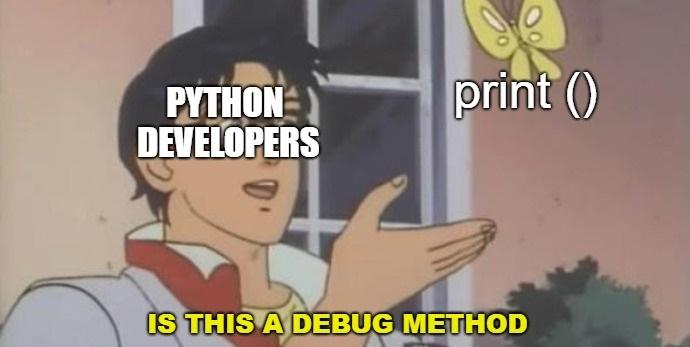 PYTHON
DEVELOPERS
print ()
IS THIS A DEBUG METHOD